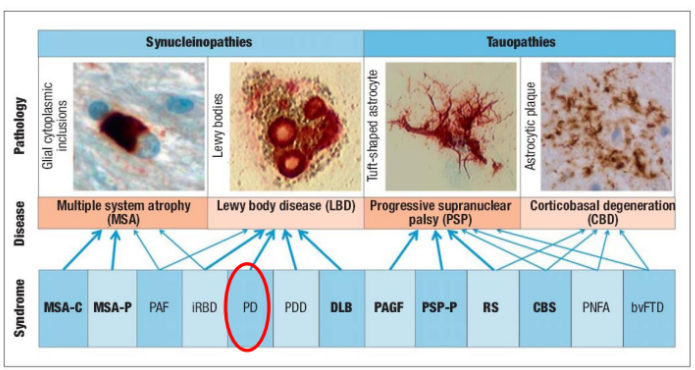 Synucleinopathies
Tauopathies
Pathology
Glial cytoplasmic
inclusions
Lewy bodies
Tuft-shaped astrocyte
Astrocytic plaque
Disease
Multiple system atrophy
(MSA)
Lewy body disease (LBD)
Progressive supranuclear
palsy (PSP)
Corticobasal degeneration
(CBD)
Syndrome
MSA-C MSA-P PAF iRBD PD PDD DLB PAGF PSP-P RS CBS PNFA bvFTD